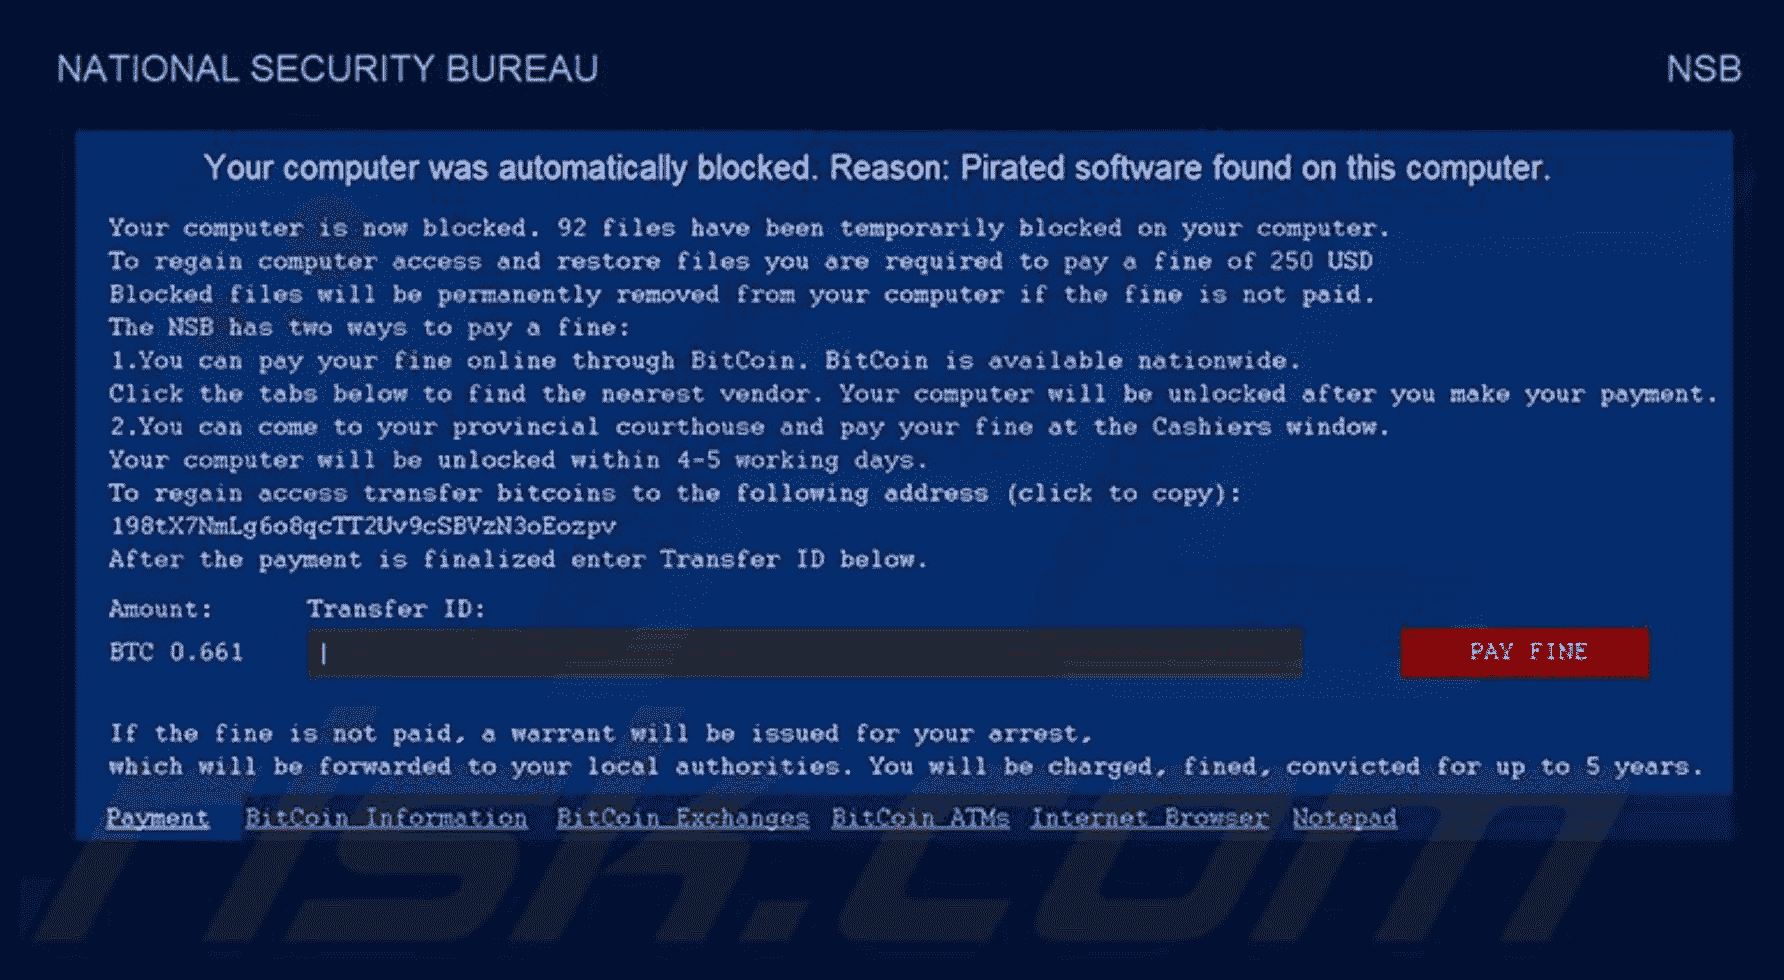 NATIONAL SECURITY BUREAU
NSB
Your computer was automatically blocked. Reason: Pirated software found on this computer.
Your computer is now blocked. 92 files have been temporarily blocked on your computer.
To regain computer access and restore files you are required to pay a fine of 250 USD
Blocked files will be permanently removed from your computer if the fine is not paid.
The NSB has two ways to pay a fine:
1.You can pay your fine online through BitCoin. BitCoin is available nationwide.
Click the tabs below to find the nearest vendor. Your computer will be unlocked after you make your payment.
2.You can come to your provincial courthouse and pay your fine at the Cashiers window.
Your computer will be unlocked within 4-5 working days.
To regain access transfer bitcoins to the following address (click to copy):
198tX7NmLg6o8qcTT2Uv9cSBVzN3oEozpv
After the payment is finalized enter Transfer ID below.
Amount: Transfer ID:
BTC 0.661 PAY FINE
If the fine is not paid, a warrant will be issued for your arrest,
which will be forwarded to your local authorities. You will be charged, fined, convicted for up to 5 years.
Payment BitCoin Information BitCoin Exchanges BitCoin ATMs Internet Browser Notepad
risk.com